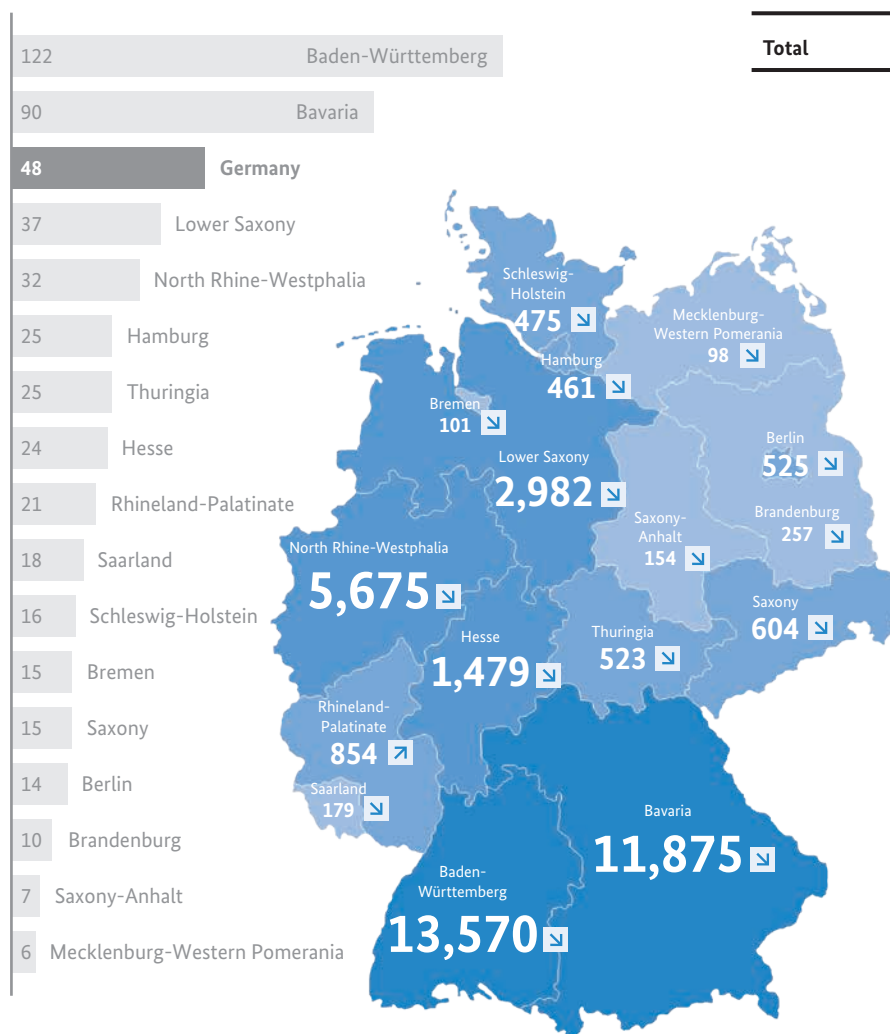 122 Baden-Württemberg
90 Bavaria
48 Germany
37 Lower Saxony
32 North Rhine-Westphalia
25 Hamburg
25 Thuringia
24 Hesse
21 Rhineland-Palatinate
18 Saarland
16 Schleswig-Holstein
15 Bremen
15 Saxony
14 Berlin
10 Brandenburg
7 Saxony-Anhalt
6 Mecklenburg-Western Pomerania
Total
Schleswig-
Holstein
475
Mecklenburg-
Western Pomerania
98
Hamburg
461
Bremen
101
Lower Saxony
2,982
Berlin
525
Brandenburg
257
Saxony-
Anhalt
154
North Rhine-Westphalia
5,675
Hesse
1,479
Thuringia
523
Saxony
604
Rhineland-
Palatinate
854
Saarland
179
Bavaria
11,875
Baden-
Württemberg
13,570